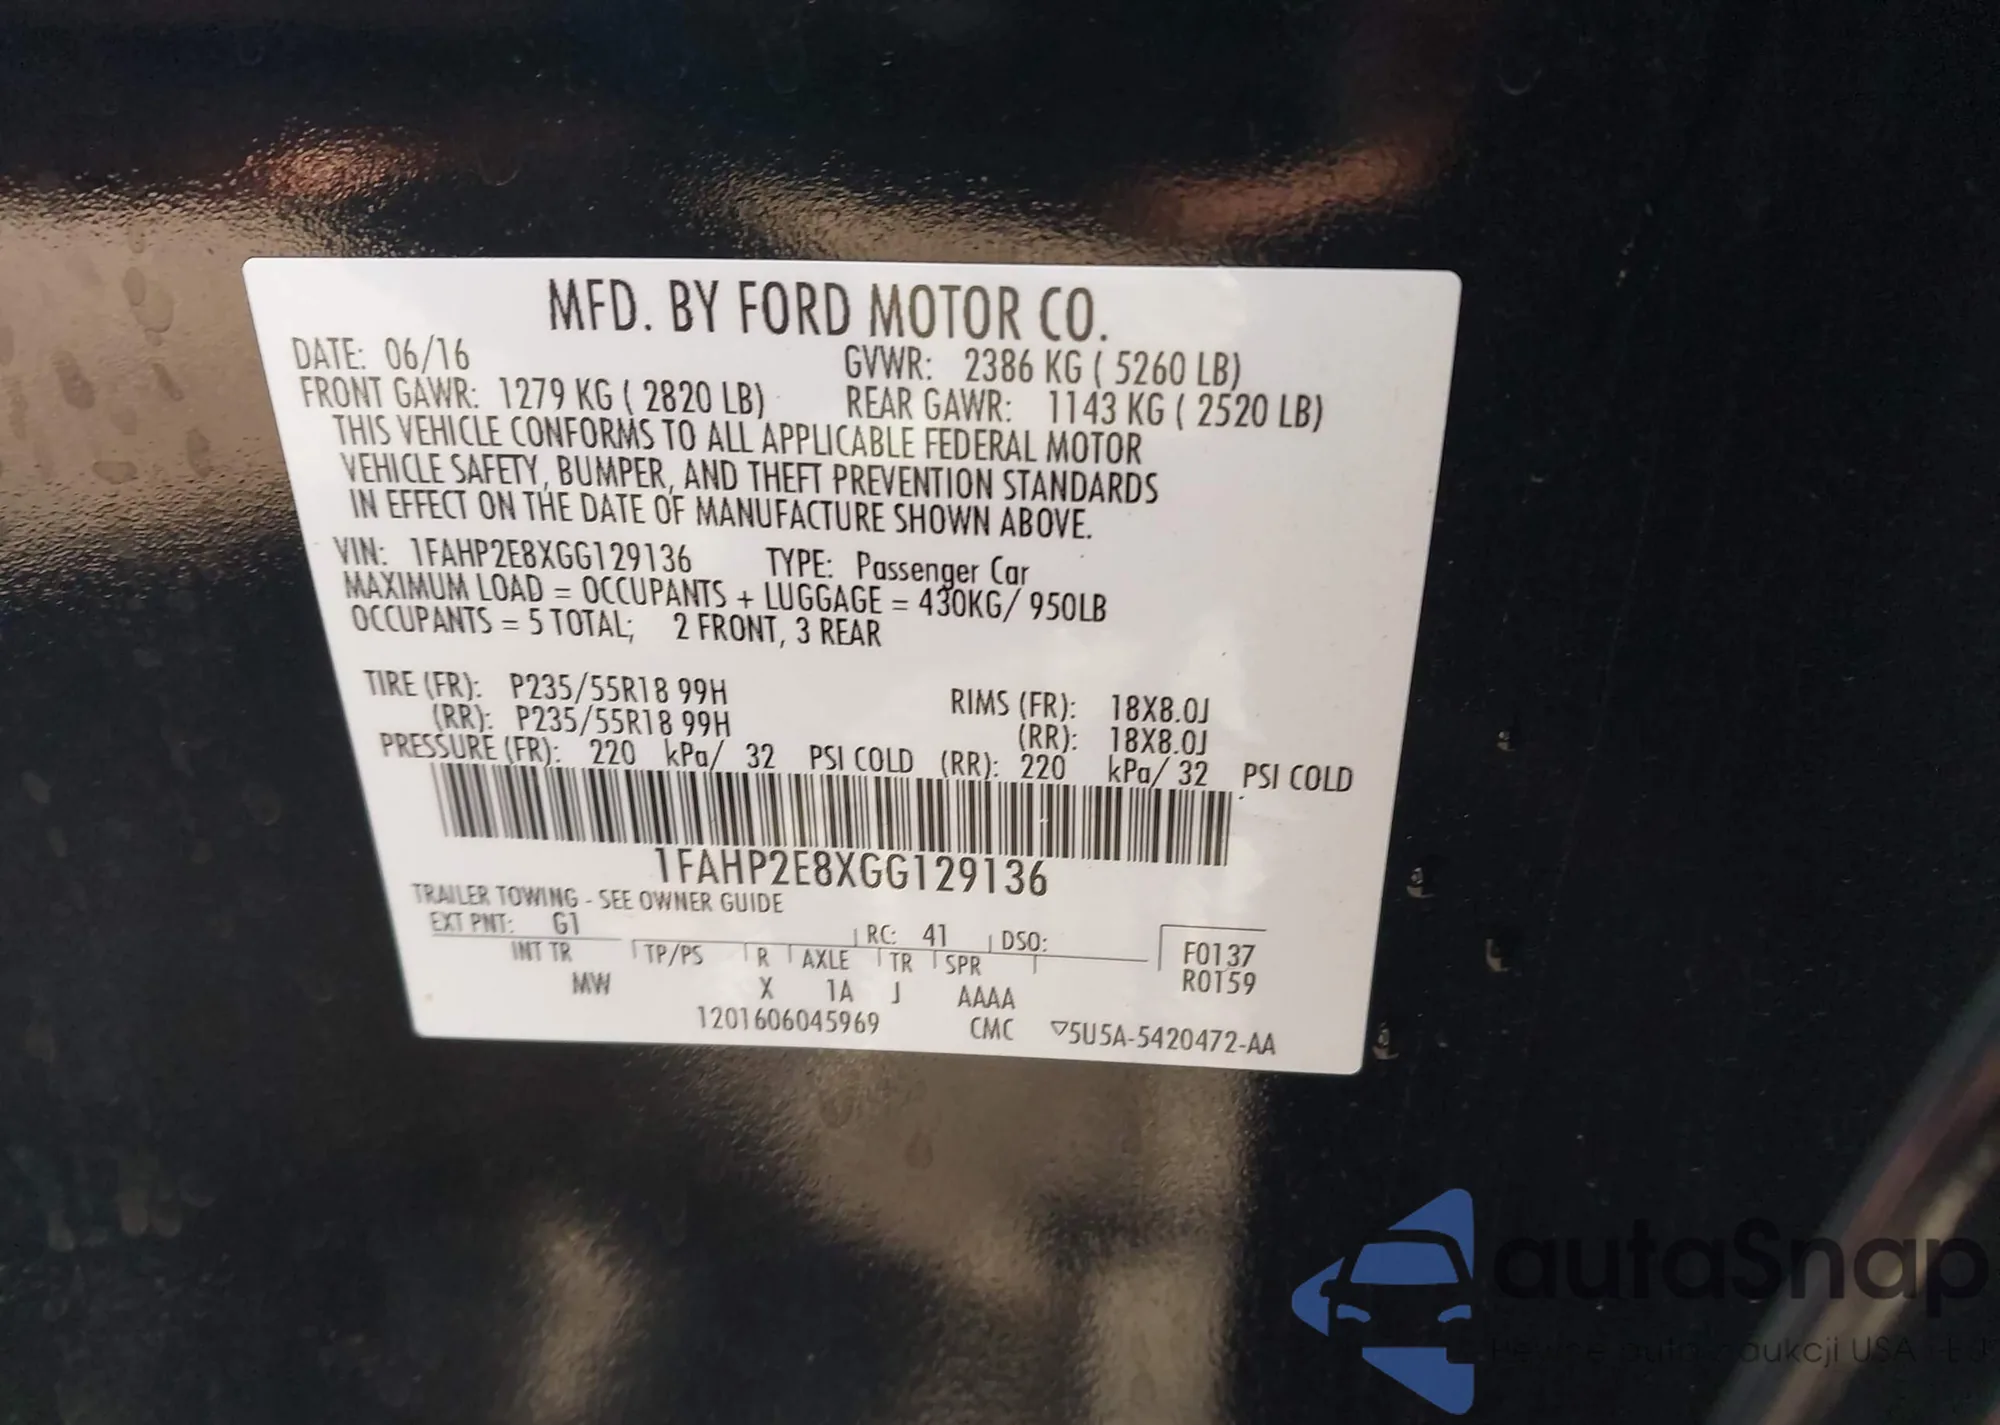 MFD. BY FORD MOTOR CO.
DATE: 06/16 GVWR: 2386 KG ( 5260 LB)
FRONT GAWR: 1279 KG ( 2820 LB) REAR GAWR: 1143 KG ( 2520 LB)
THIS VEHICLE CONFORMS TO ALL APPLICABLE FEDERAL MOTOR
VEHICLE SAFETY, BUMPER, AND THEFT PREVENTION STANDARDS
IN EFFECT ON THE DATE OF MANUFACTURE SHOWN ABOVE.
VIN: 1FAHP2E8XGG129136 TYPE: Passenger Car
MAXIMUM LOAD = OCCUPANTS + LUGGAGE = 430KG/ 950LB
OCCUPANTS = 5 TOTAL; 2 FRONT, 3 REAR
TIRE (FR): P235/55R18 99H RIMS (FR): 18X8.0J
(RR): P235/55R18 99H (RR): 18X8.0J
PRESSURE (FR): 220 kPa/ 32 PSI COLD (RR): 220 kPa/ 32 PSI COLD
1FAHP2E8XGG129136
TRAILER TOWING - SEE OWNER GUIDE
EXT PNT: G1 RC: 41 DSO: F0137
INT TR TP/PS R AXLE TR SPR R0159
MW X 1A J AAAA
1201606045969 CMC ▽5U5A-5420472-AA
autaSnap
aukcji USA